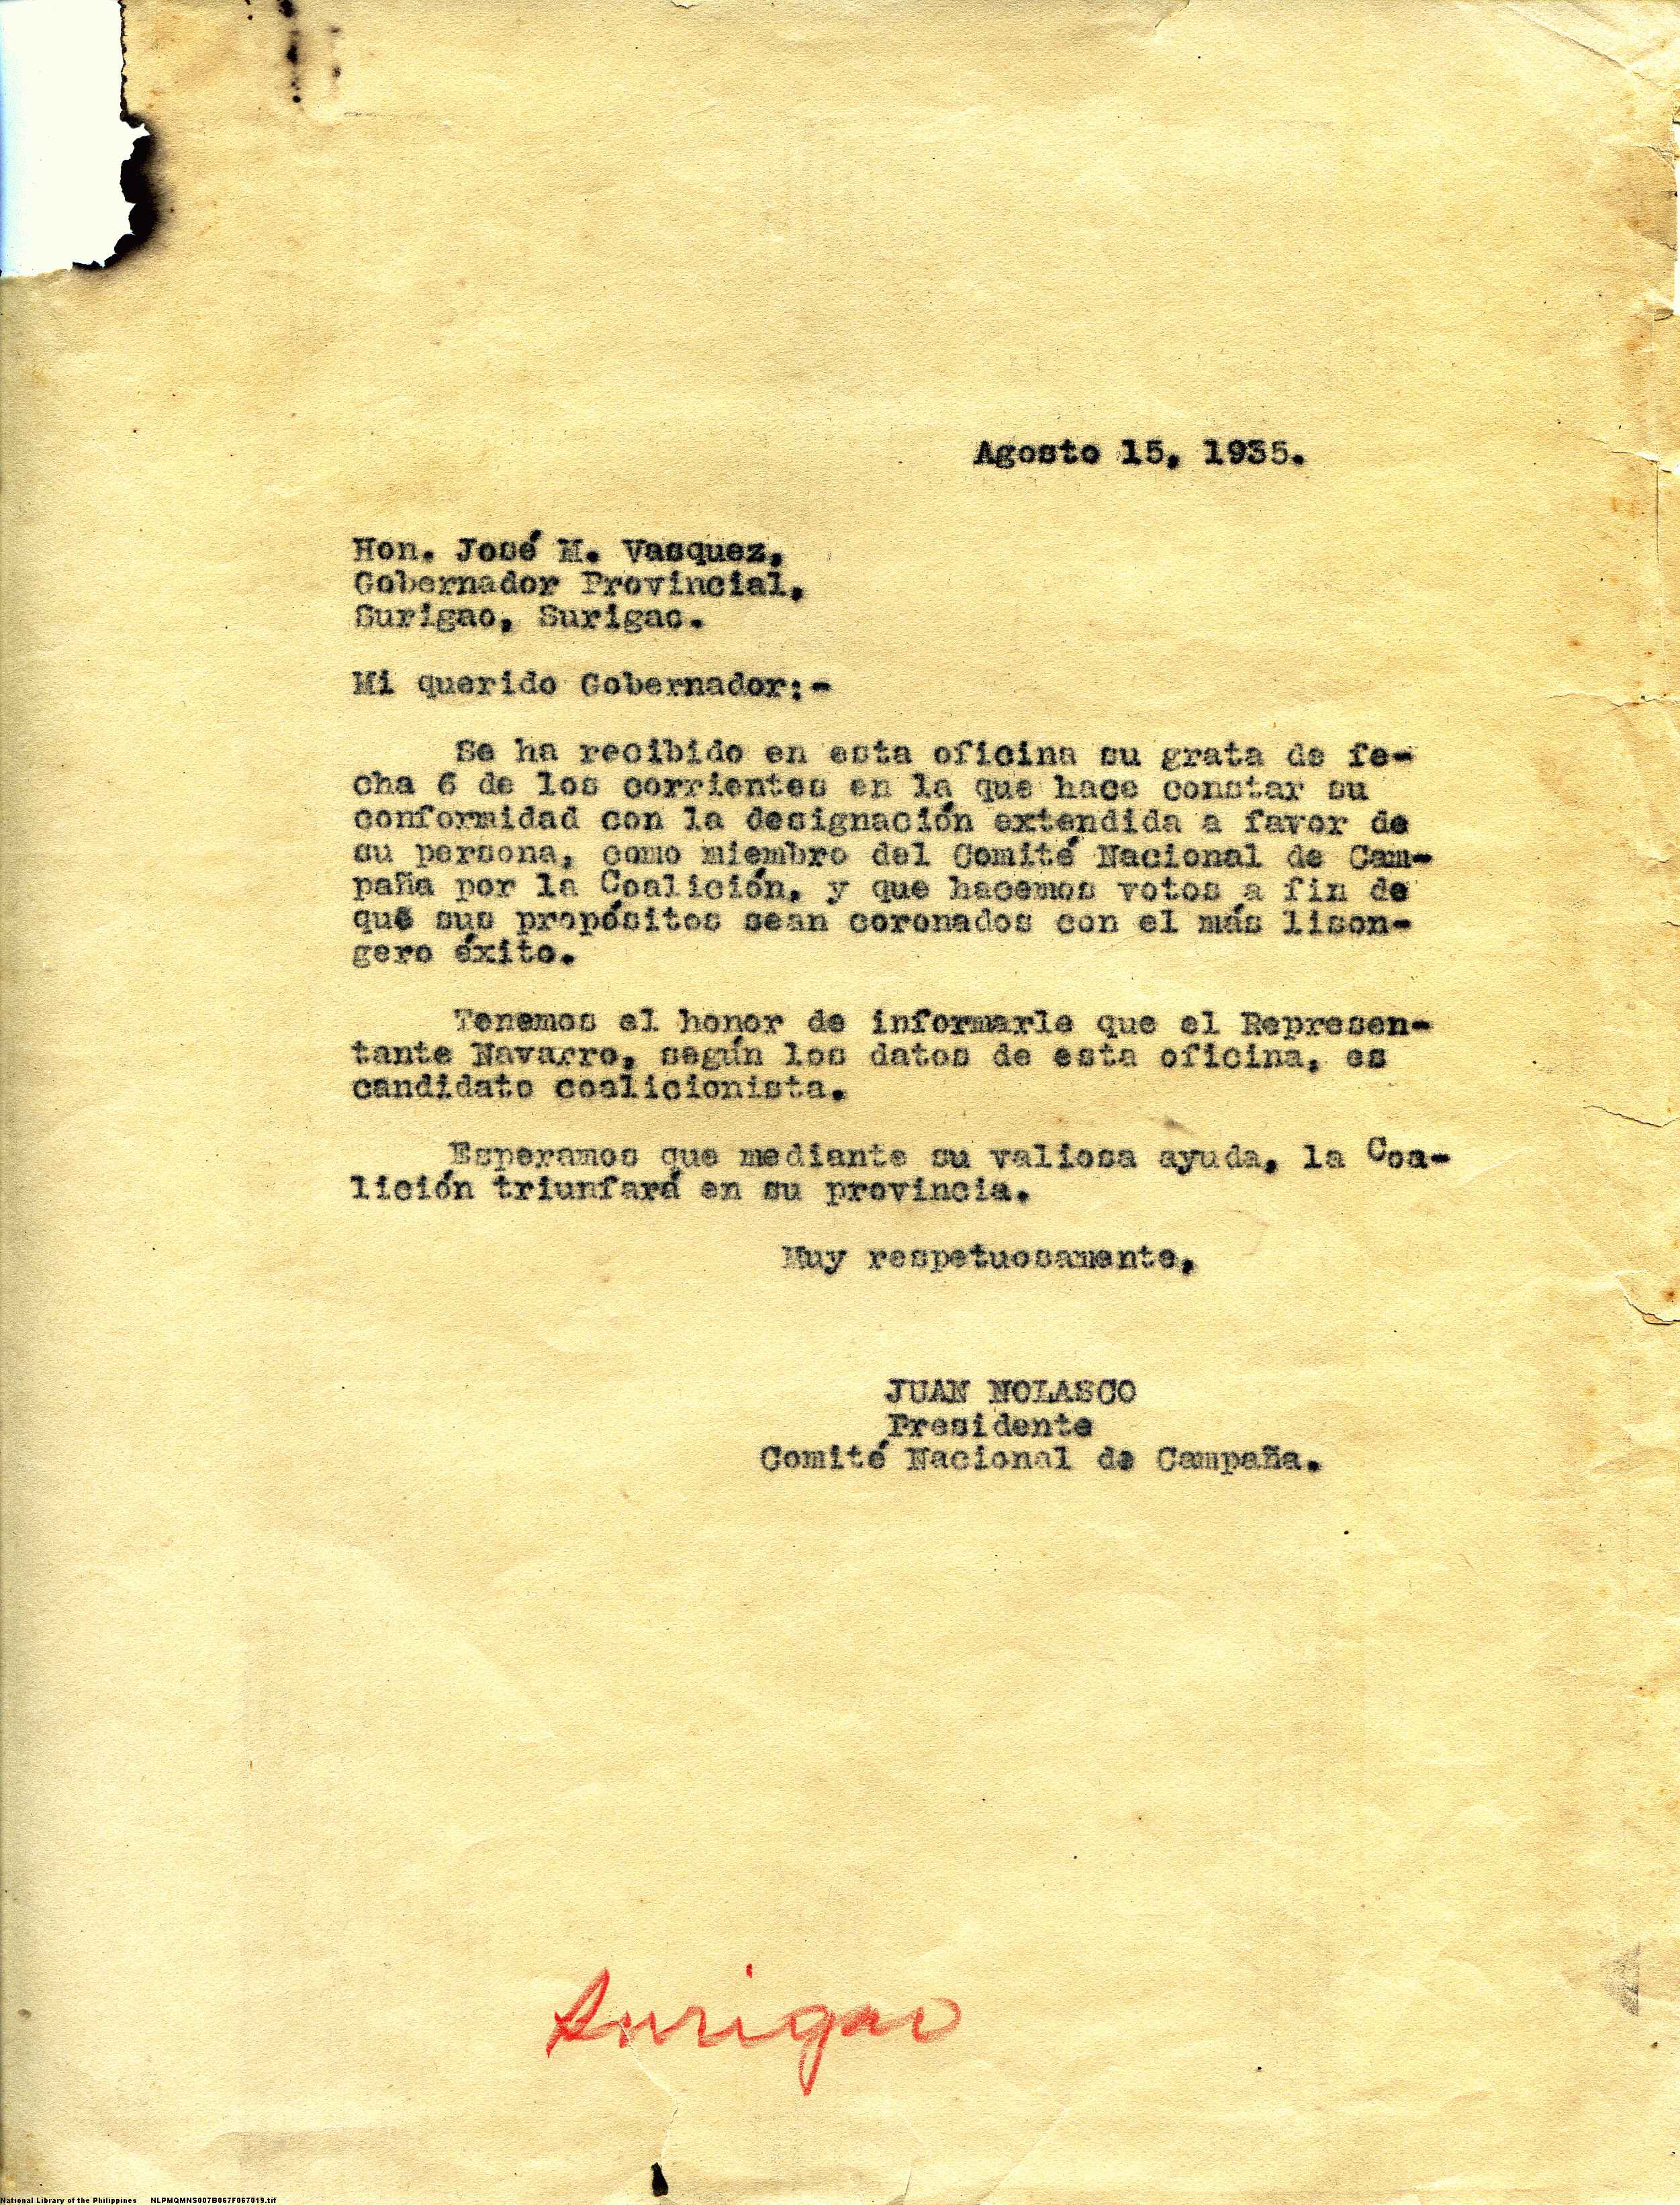 Agosto 15, 1935.
Hon. José M. Vasquez,
Gobernador Provincial,
Surigao, Surigao.
Mi querido Gobernador:-
Se ha recibido en esta oficina su grata de fe-
cha 6 de los corrientes en la que hace constar su
conformidad con la designación extendida a favor de
su persona, como miembro del Comité Nacional de Cam-
paña por la Coalición, y que hacemos votos a fin de
que sus propósitos sean coronados con el más lison-
gero éxito.
Tenemos el honor de informarle que el Represen-
tante Navarro, según los datos de esta oficina, es
candidato coalicionista.
Esperamos que mediante su valiosa ayuda, la Coa-
lición triunfará en su provincia.
Muy respetuosamente,
JUAN NOLASCO
Presidente
Comité Nacional de Campaña.
Surigao
National Library of the Philippines NLPMQMNS007B067F067019.tif